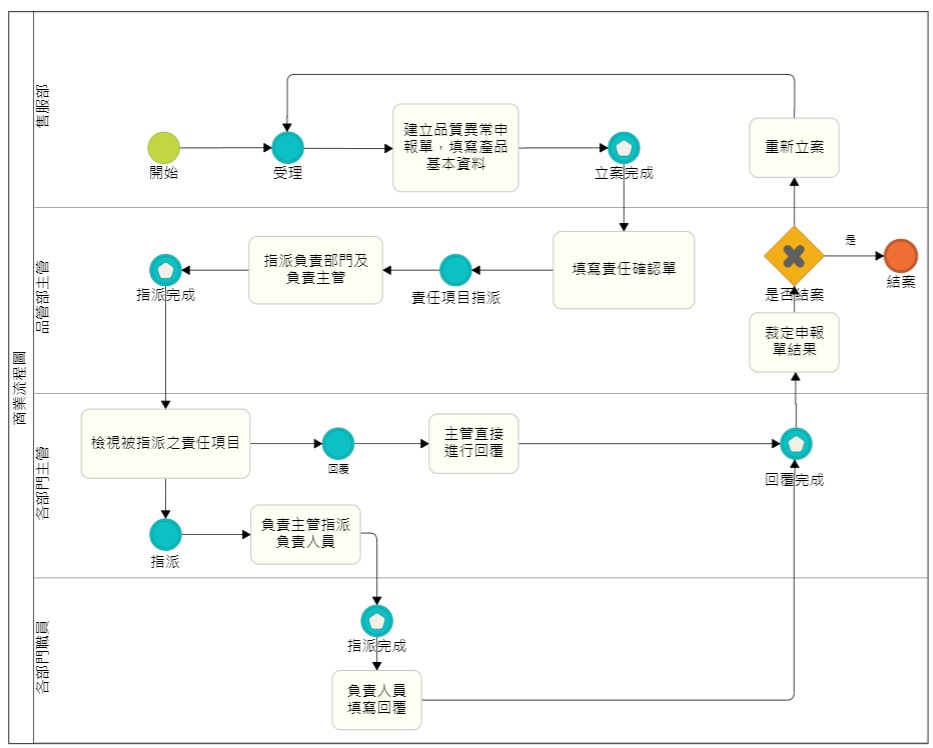 商業流程圖
售服部
開始
受理
建立品質異常申
報單，填寫產品
基本資料
立案完成
重新立案
品管部主管
指派完成
指派負責部門及
負責主管
責任項目指派
填寫責任確認單
是否結案
是
結案
裁定申報
單結果
各部門主管
檢視被指派之責任項目
回覆
主管直接
進行回覆
回覆完成
指派
負責主管指派
負責人員
各部門職員
指派完成
負責人員
填寫回覆